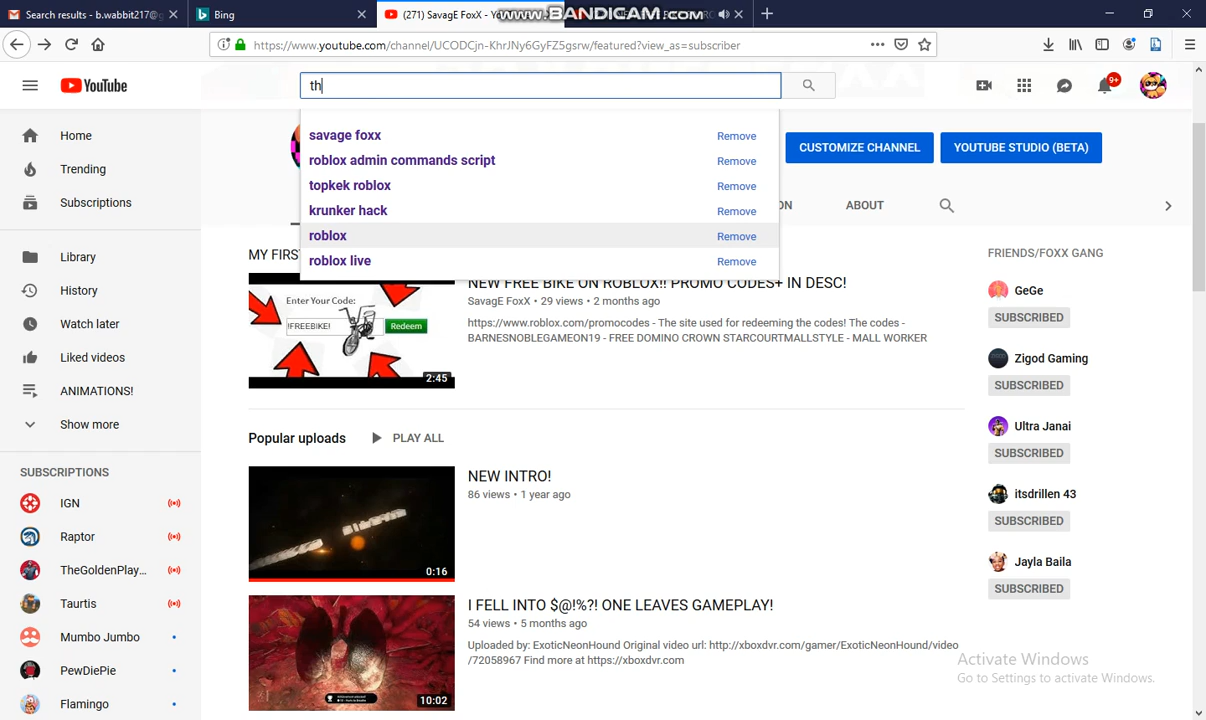 Search results - b.wabbit217@g
Bing
(271) SavagE FoxX - Yo
www.BANDICAM.com
https://www.youtube.com/channel/UCODCjn-KhrJNy6GyFZ5gsrw/featured?view_as=subscriber
YouTube
th
9+
savage foxx Remove
roblox admin commands script Remove
topkek roblox Remove
krunker hack Remove
roblox Remove
roblox live Remove
CUSTOMIZE CHANNEL
YOUTUBE STUDIO (BETA)
ON
ABOUT
Home
Trending
Subscriptions
Library
History
Watch later
Liked videos
ANIMATIONS!
Show more
SUBSCRIPTIONS
IGN
Raptor
TheGoldenPlay...
Taurtis
Mumbo Jumbo
PewDiePie
Flamingo
MY FIRS
Enter Your Code:
!FREEBIKE!
Redeem
2:45
NEW FREE BIKE ON ROBLOX!! PROMO CODES+ IN DESC!
SavagE FoxX • 29 views • 2 months ago
https://www.roblox.com/promocodes - The site used for redeeming the codes! The codes -
BARNESNOBLEGAMEON19 - FREE DOMINO CROWN STARCOURTMALLSTYLE - MALL WORKER
Popular uploads
PLAY ALL
0:16
NEW INTRO!
86 views • 1 year ago
10:02
I FELL INTO $@!%?! ONE LEAVES GAMEPLAY!
54 views • 5 months ago
Uploaded by: ExoticNeonHound Original video url: http://xboxdvr.com/gamer/ExoticNeonHound/video
/72058967 Find more at https://xboxdvr.com
FRIENDS/FOXX GANG
GeGe
SUBSCRIBED
Zigod Gaming
SUBSCRIBED
Ultra Janai
SUBSCRIBED
itsdrillen 43
SUBSCRIBED
Jayla Baila
SUBSCRIBED
Activate Windows
Go to Settings to activate Windows.